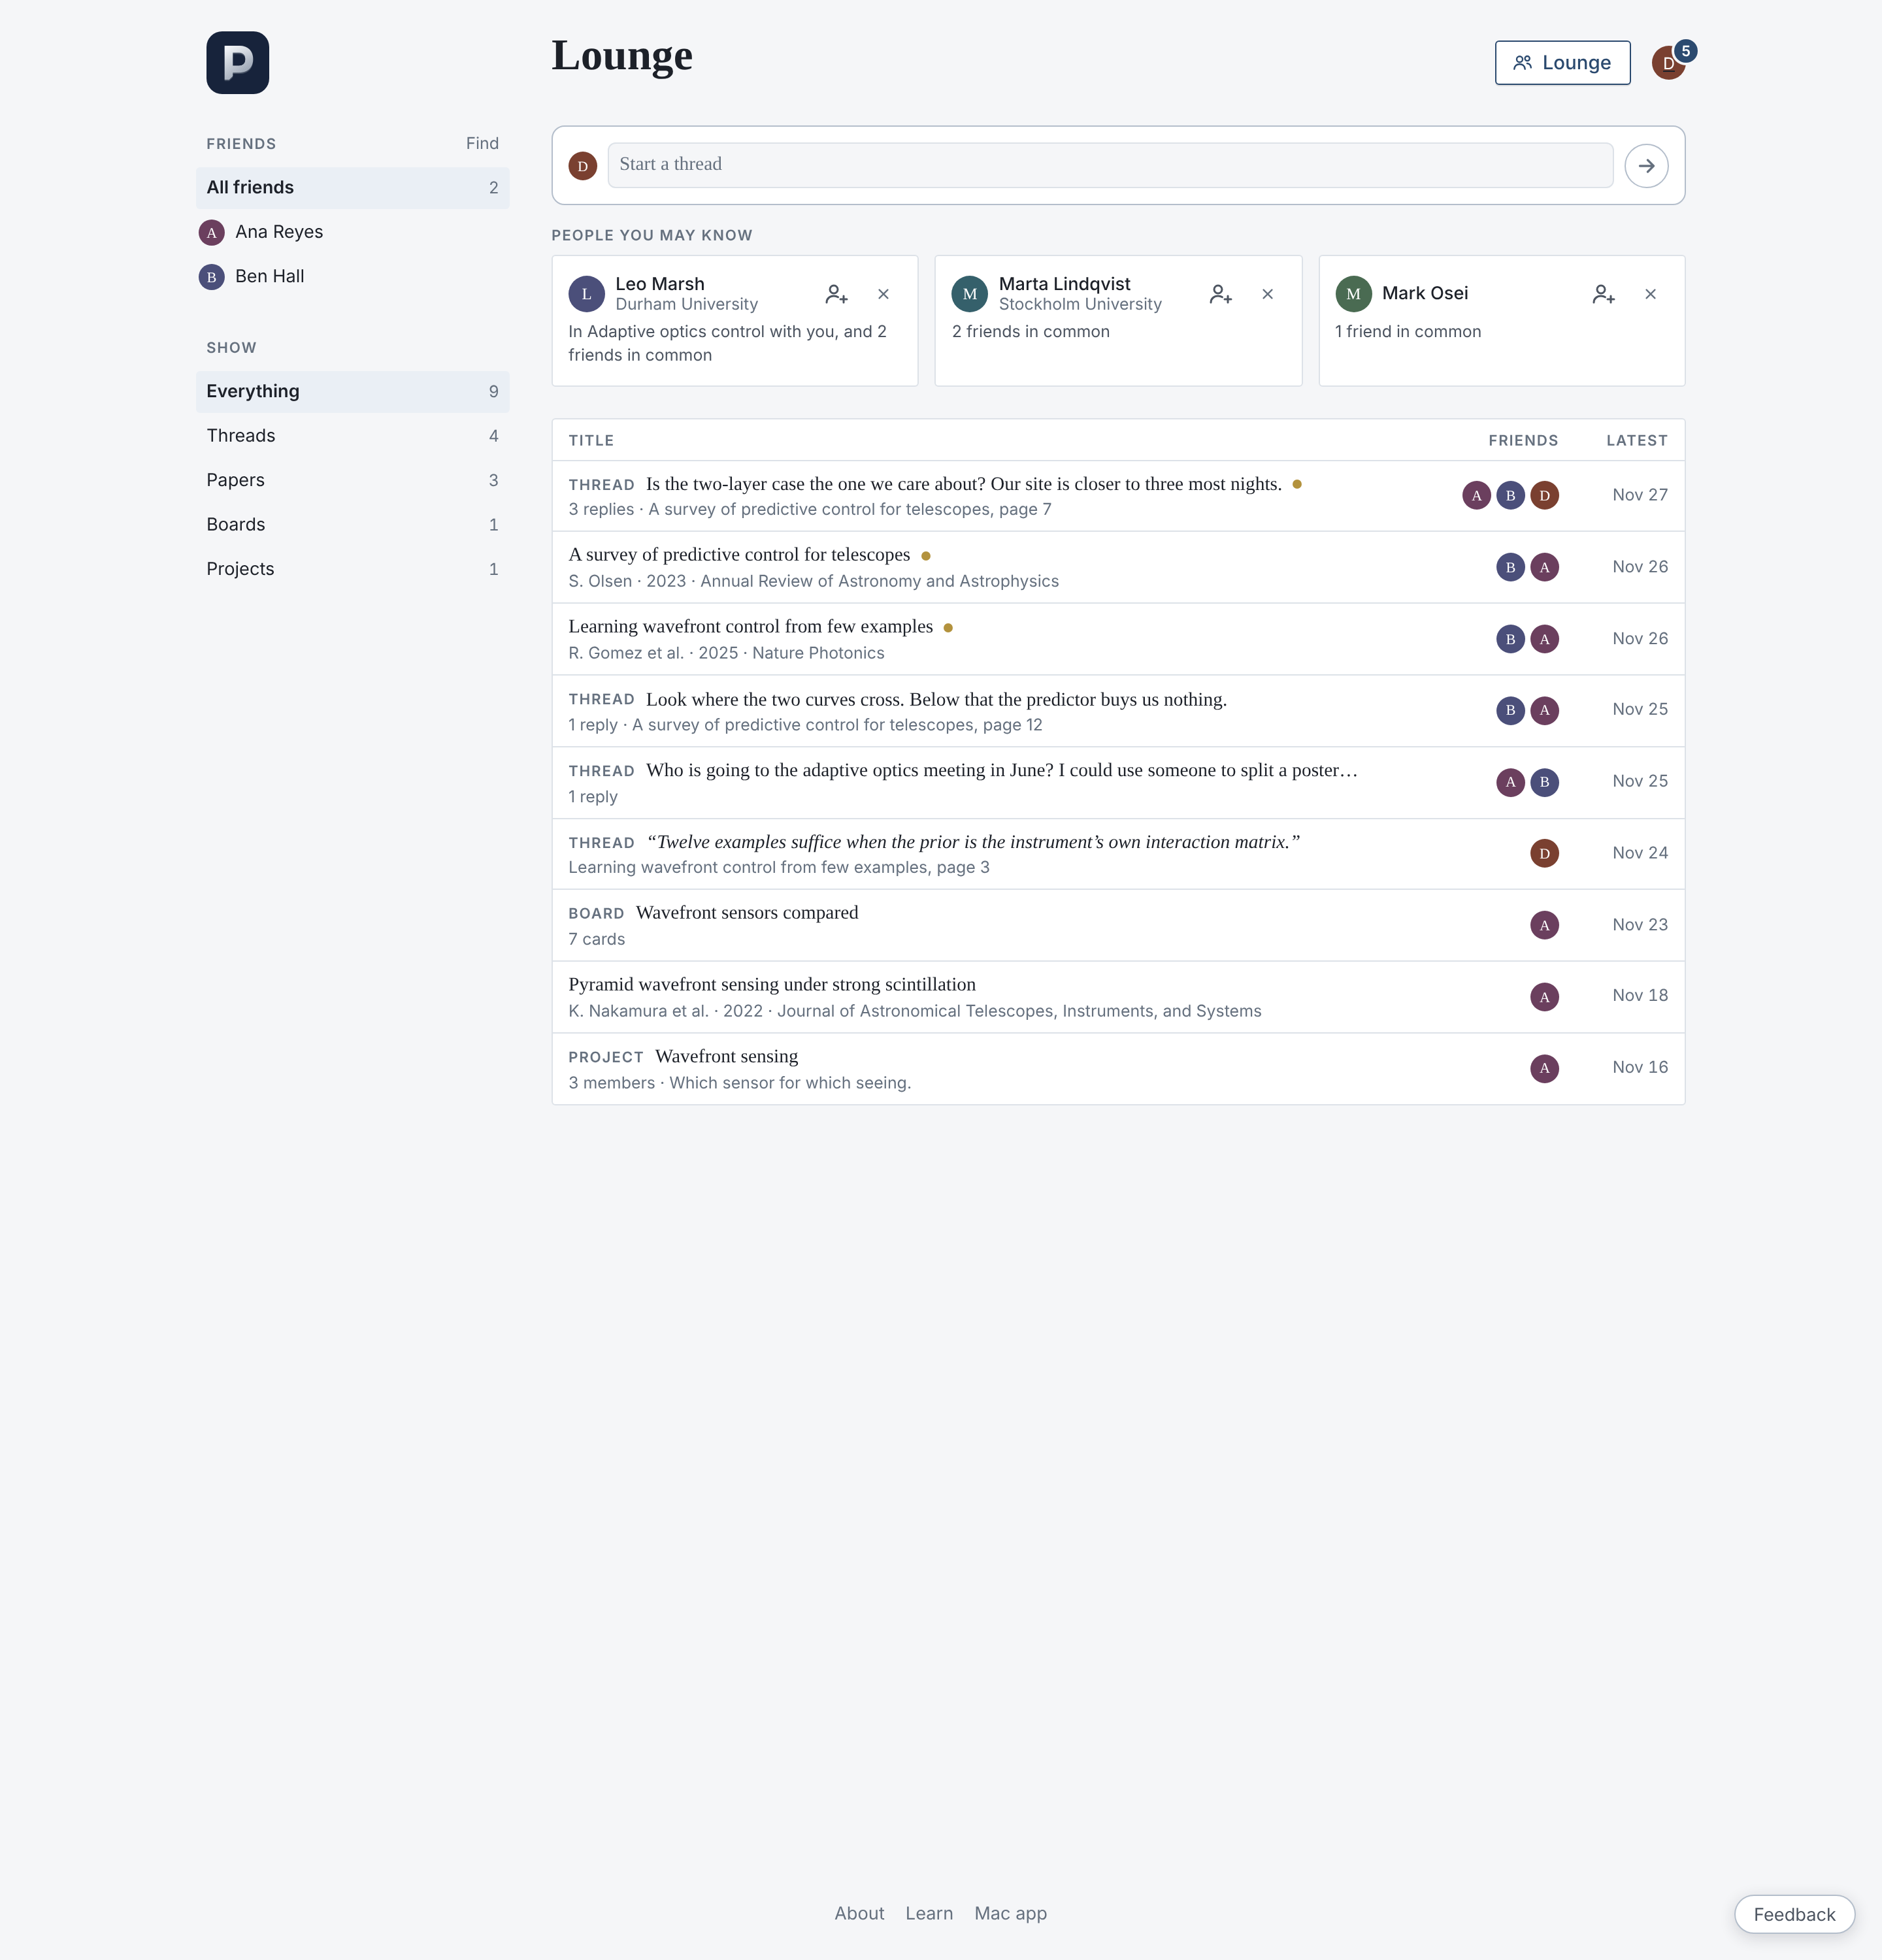 P
Lounge
Lounge
D
5
FRIENDS Find
All friends 2
A Ana Reyes
B Ben Hall
SHOW
Everything 9
Threads 4
Papers 3
Boards 1
Projects 1
D Start a thread
PEOPLE YOU MAY KNOW
L Leo Marsh
Durham University
In Adaptive optics control with you, and 2
friends in common
M Marta Lindqvist
Stockholm University
2 friends in common
M Mark Osei
1 friend in common
TITLE FRIENDS LATEST
THREAD Is the two-layer case the one we care about? Our site is closer to three most nights. A B D Nov 27
3 replies · A survey of predictive control for telescopes, page 7
A survey of predictive control for telescopes B A Nov 26
S. Olsen · 2023 · Annual Review of Astronomy and Astrophysics
Learning wavefront control from few examples B A Nov 26
R. Gomez et al. · 2025 · Nature Photonics
THREAD Look where the two curves cross. Below that the predictor buys us nothing. B A Nov 25
1 reply · A survey of predictive control for telescopes, page 12
THREAD Who is going to the adaptive optics meeting in June? I could use someone to split a poster… A B Nov 25
1 reply
THREAD “Twelve examples suffice when the prior is the instrument’s own interaction matrix.” D Nov 24
Learning wavefront control from few examples, page 3
BOARD Wavefront sensors compared A Nov 23
7 cards
Pyramid wavefront sensing under strong scintillation A Nov 18
K. Nakamura et al. · 2022 · Journal of Astronomical Telescopes, Instruments, and Systems
PROJECT Wavefront sensing A Nov 16
3 members · Which sensor for which seeing.
About Learn Mac app
Feedback